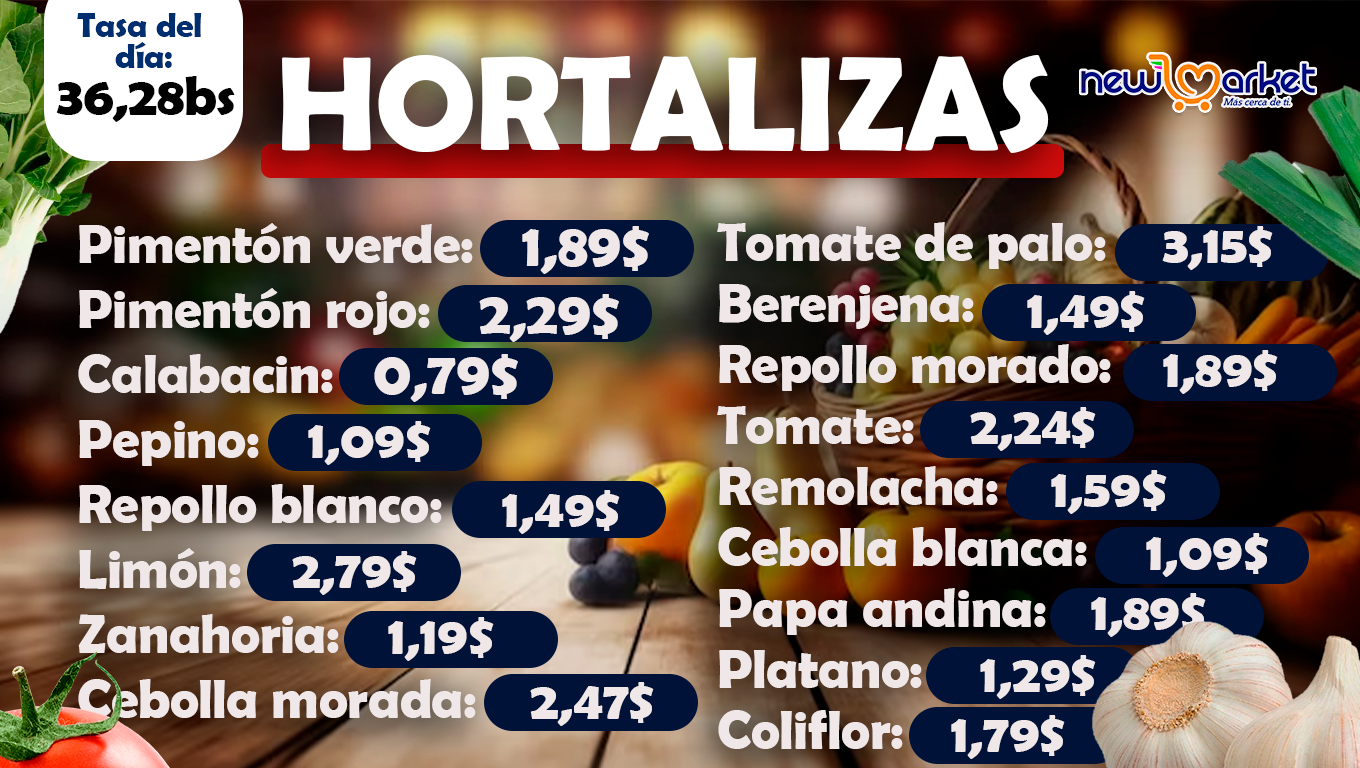 Tasa del
día:
36,28bs
HORTALIZAS
new market
Más cerca de ti.
Pimentón verde: 1,89$
Pimentón rojo: 2,29$
Calabacin: 0,79$
Pepino: 1,09$
Repollo blanco: 1,49$
Limón: 2,79$
Zanahoria: 1,19$
Cebolla morada: 2,47$
Tomate de palo: 3,15$
Berenjena: 1,49$
Repollo morado: 1,89$
Tomate: 2,24$
Remolacha: 1,59$
Cebolla blanca: 1,09$
Papa andina: 1,89$
Platano: 1,29$
Coliflor: 1,79$